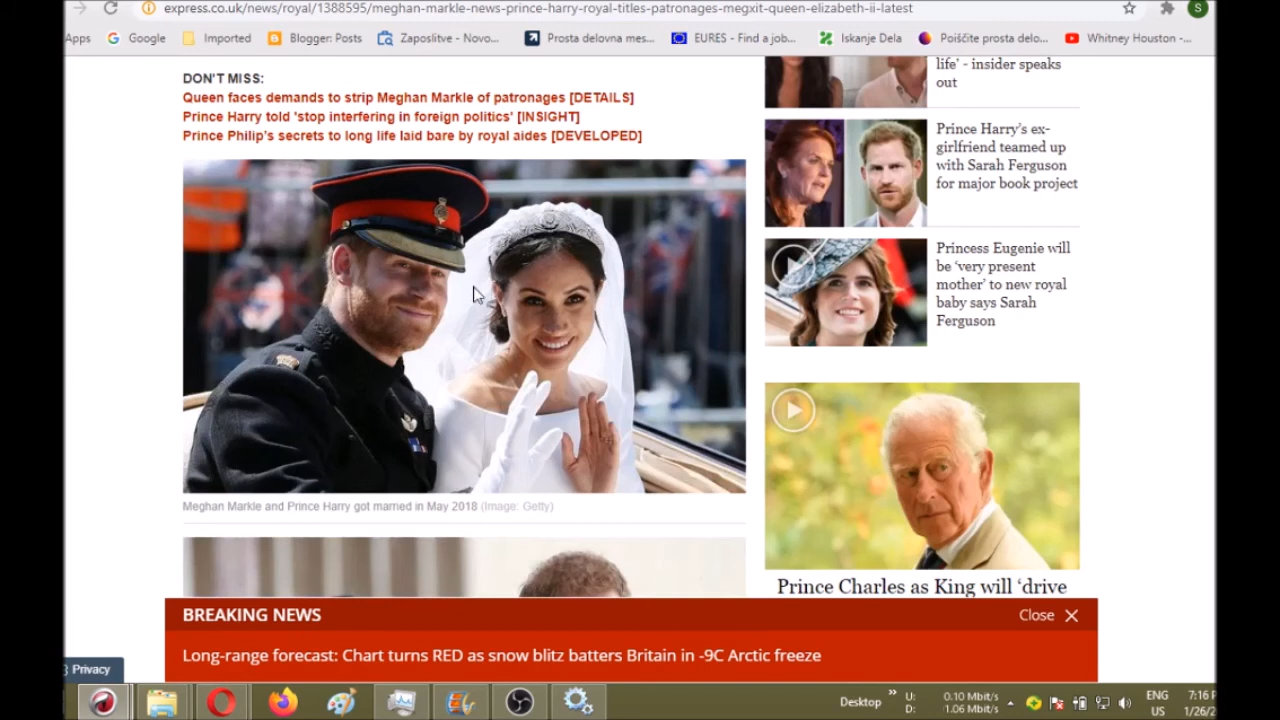 express.co.uk/news/royal/1388595/meghan-markle-news-prince-harry-royal-titles-patronages-megxit-queen-elizabeth-ii-latest
S
Apps Google Imported Blogger: Posts Zaposlitve - Novo... Prosta delovna mes... EURES - Find a job... Iskanje Dela Poiščite prosta delo... Whitney Houston -...
DON'T MISS:
Queen faces demands to strip Meghan Markle of patronages [DETAILS]
Prince Harry told 'stop interfering in foreign politics' [INSIGHT]
Prince Philip's secrets to long life laid bare by royal aides [DEVELOPED]
Meghan Markle and Prince Harry got married in May 2018 (Image: Getty)
life' - insider speaks
out
Prince Harry's ex-
girlfriend teamed up
with Sarah Ferguson
for major book project
Princess Eugenie will
be 'very present
mother' to new royal
baby says Sarah
Ferguson
Prince Charles as King will 'drive
BREAKING NEWS
Close
Long-range forecast: Chart turns RED as snow blitz batters Britain in -9C Arctic freeze
Privacy
Desktop
U: 0.10 Mbit/s
D: 1.06 Mbit/s
ENG
US
7:16 P
1/26/2